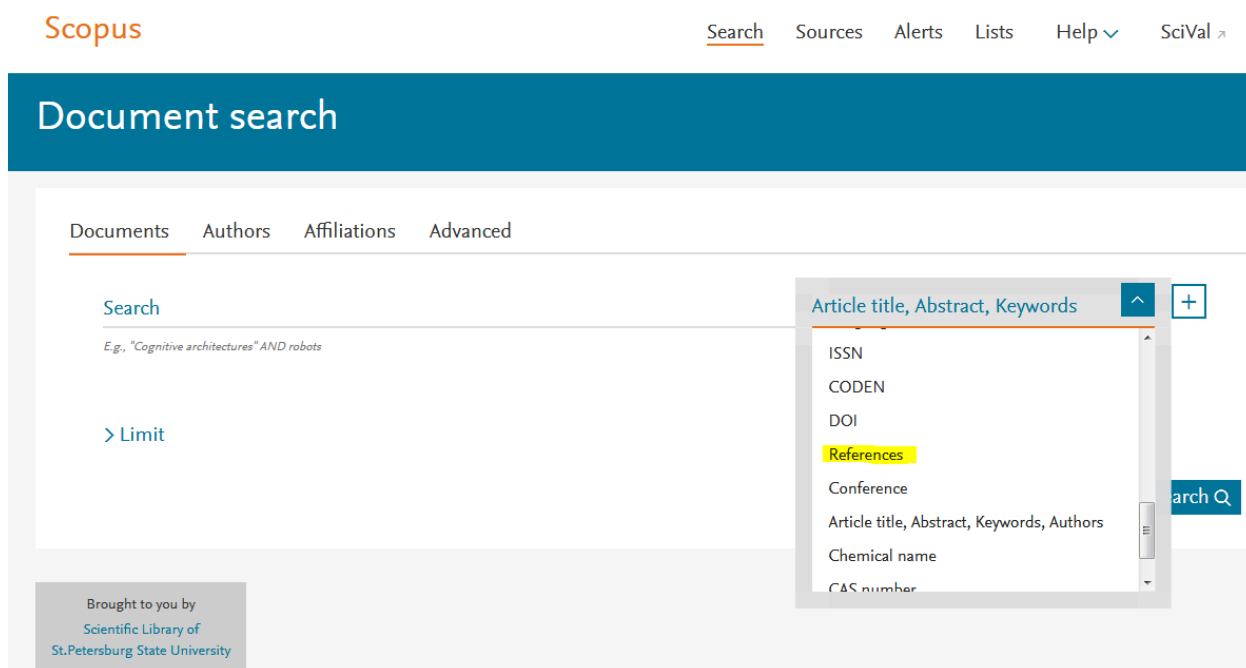 Scopus
Search Sources Alerts Lists Help SciVal
Document search
Documents Authors Affiliations Advanced
Search
Article title, Abstract, Keywords
E.g., "Cognitive architectures" AND robots
ISSN
CODEN
DOI
Limit
References
Conference
arch
Article title, Abstract, Keywords, Authors
Chemical name
CAS number
Brought to you by
Scientific Library of
St.Petersburg State University